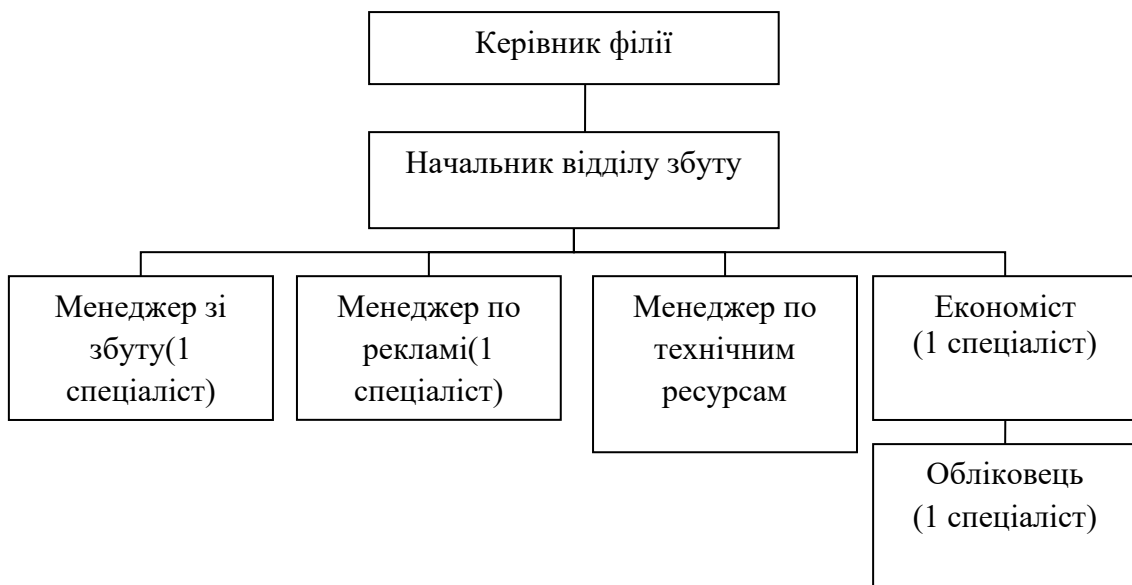 Керівник філії
Начальник відділу збуту
Менеджер зі
збуту(1
спеціаліст)
Менеджер по
рекламі(1
спеціаліст)
Менеджер по
технічним
ресурсам
Економіст
(1 спеціаліст)
Обліковець
(1 спеціаліст)